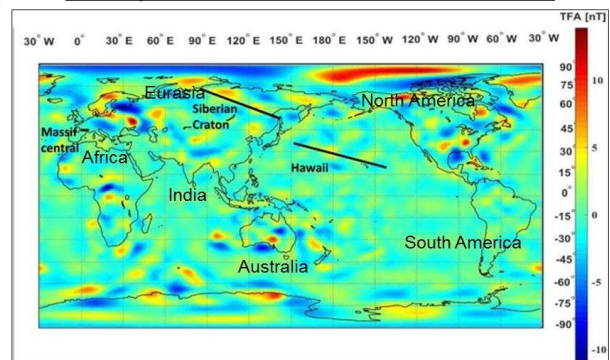 TFA [nT]
30° W 0° 30° E 60° E 90° E 120° E 150° E 180° E 150° W 120° W 90° W 60° W 30° W
90°
75
60
45
30
15
0°
-15
-30
-45
-60
-75
-90
10
5
0
-5
-10
Eurasia
Siberian
Craton
North America
Massif
central
Africa
Hawaii
India
South America
Australia